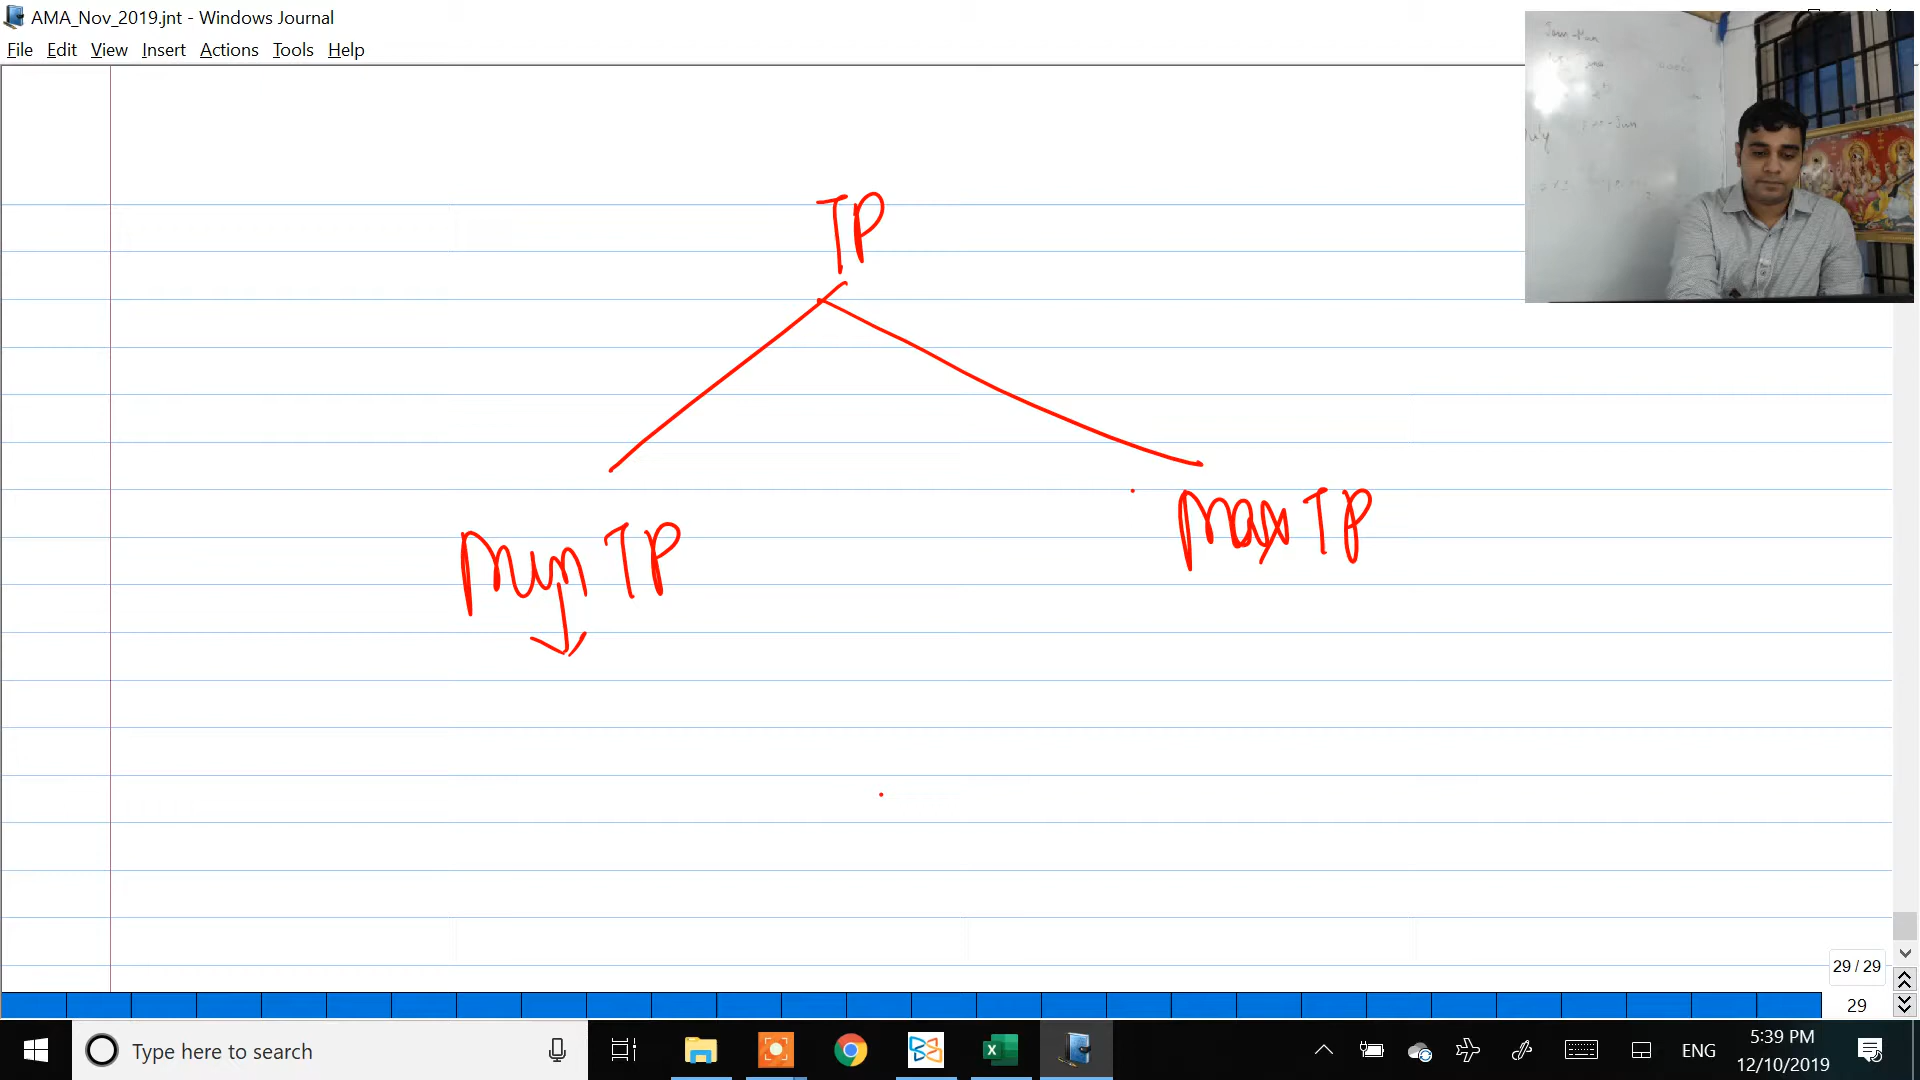 AMA_Nov_2019.jnt - Windows Journal
File Edit View Insert Actions Tools Help
TP
Min TP
Max TP
29 / 29
29
Type here to search
ENG
5:39 PM
12/10/2019